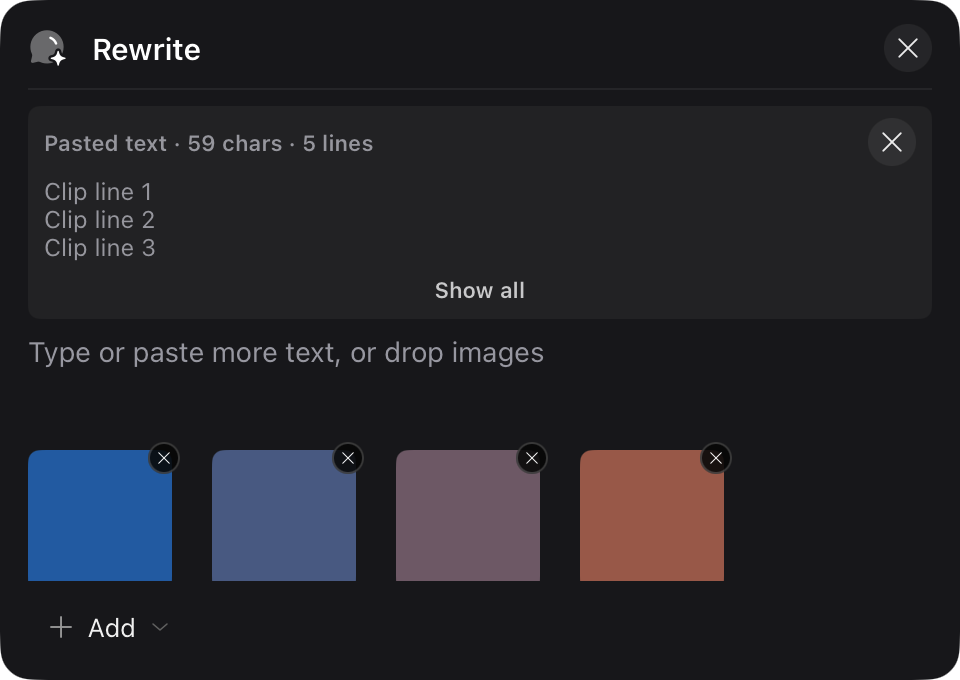 Rewrite
Pasted text · 59 chars · 5 lines
Clip line 1
Clip line 2
Clip line 3
Show all
Type or paste more text, or drop images
Add